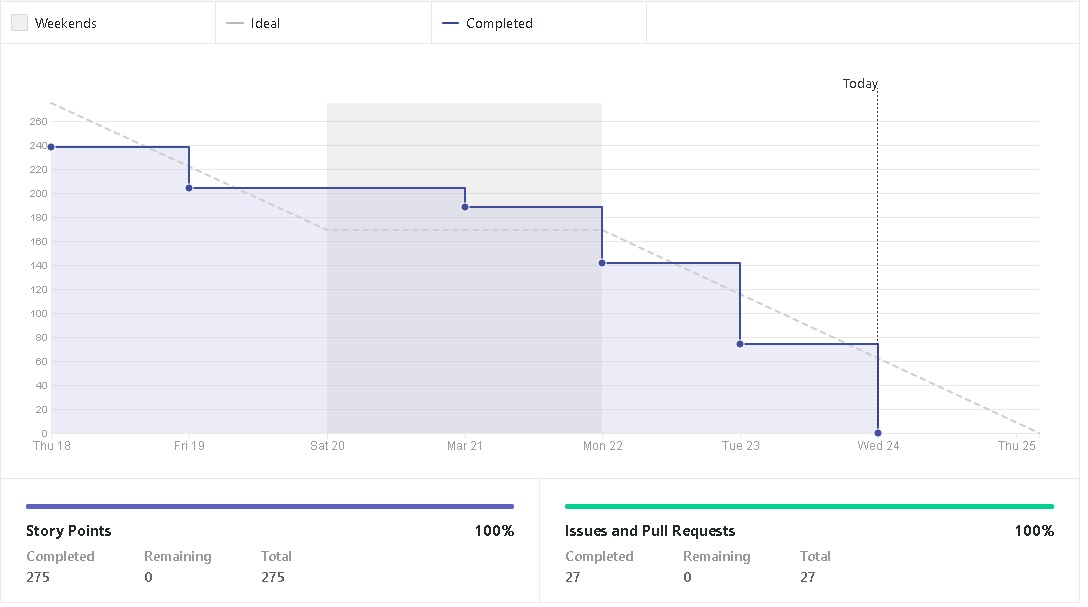 Weekends Ideal Completed
Today
260
240
220
200
180
160
140
120
100
80
60
40
20
0
Thu 18 Fri 19 Sat 20 Mar 21 Mon 22 Tue 23 Wed 24 Thu 25
Story Points 100%
Completed Remaining Total
275 0 275
Issues and Pull Requests 100%
Completed Remaining Total
27 0 27